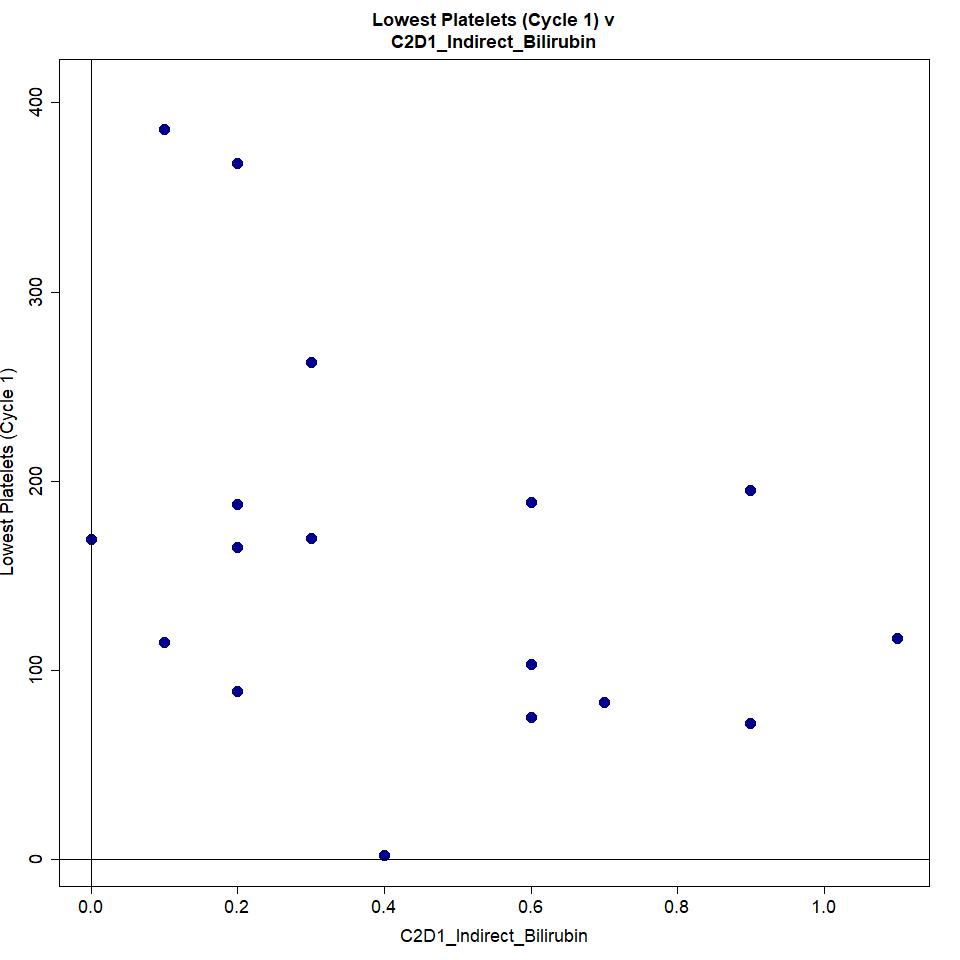 Lowest Platelets (Cycle 1) v
C2D1_Indirect_Bilirubin
400
300
200
100
0
Lowest Platelets (Cycle 1)
0.0 0.2 0.4 0.6 0.8 1.0
C2D1_Indirect_Bilirubin